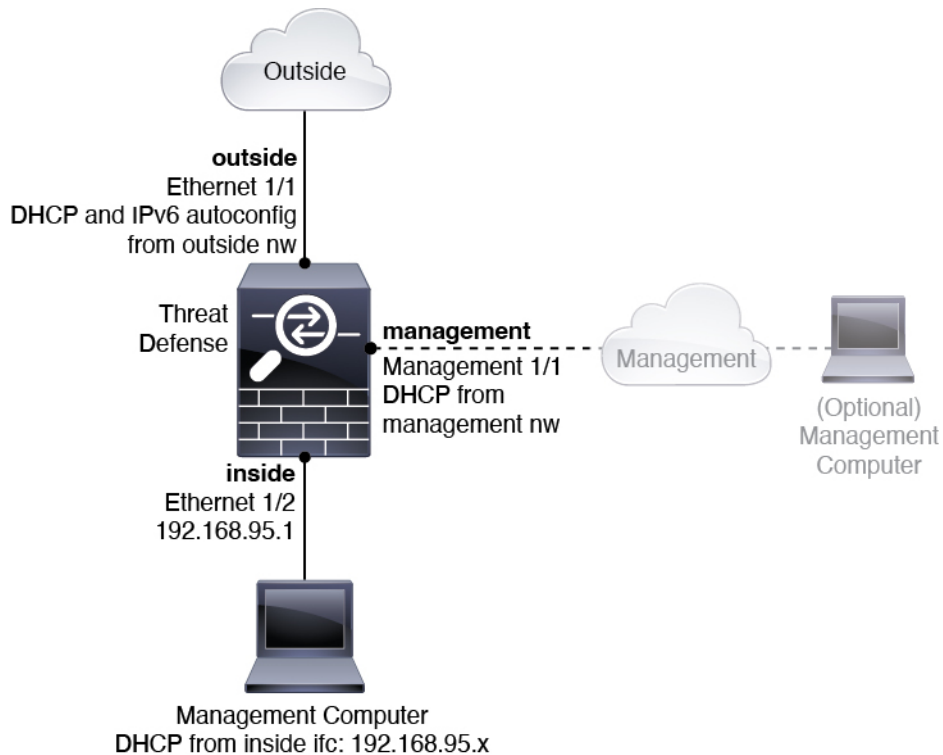 Outside
outside
Ethernet 1/1
DHCP and IPv6 autoconfig
from outside nw
Threat
Defense
management
Management 1/1
DHCP from
management nw
Management
(Optional)
Management
Computer
inside
Ethernet 1/2
192.168.95.1
Management Computer
DHCP from inside ifc: 192.168.95.x